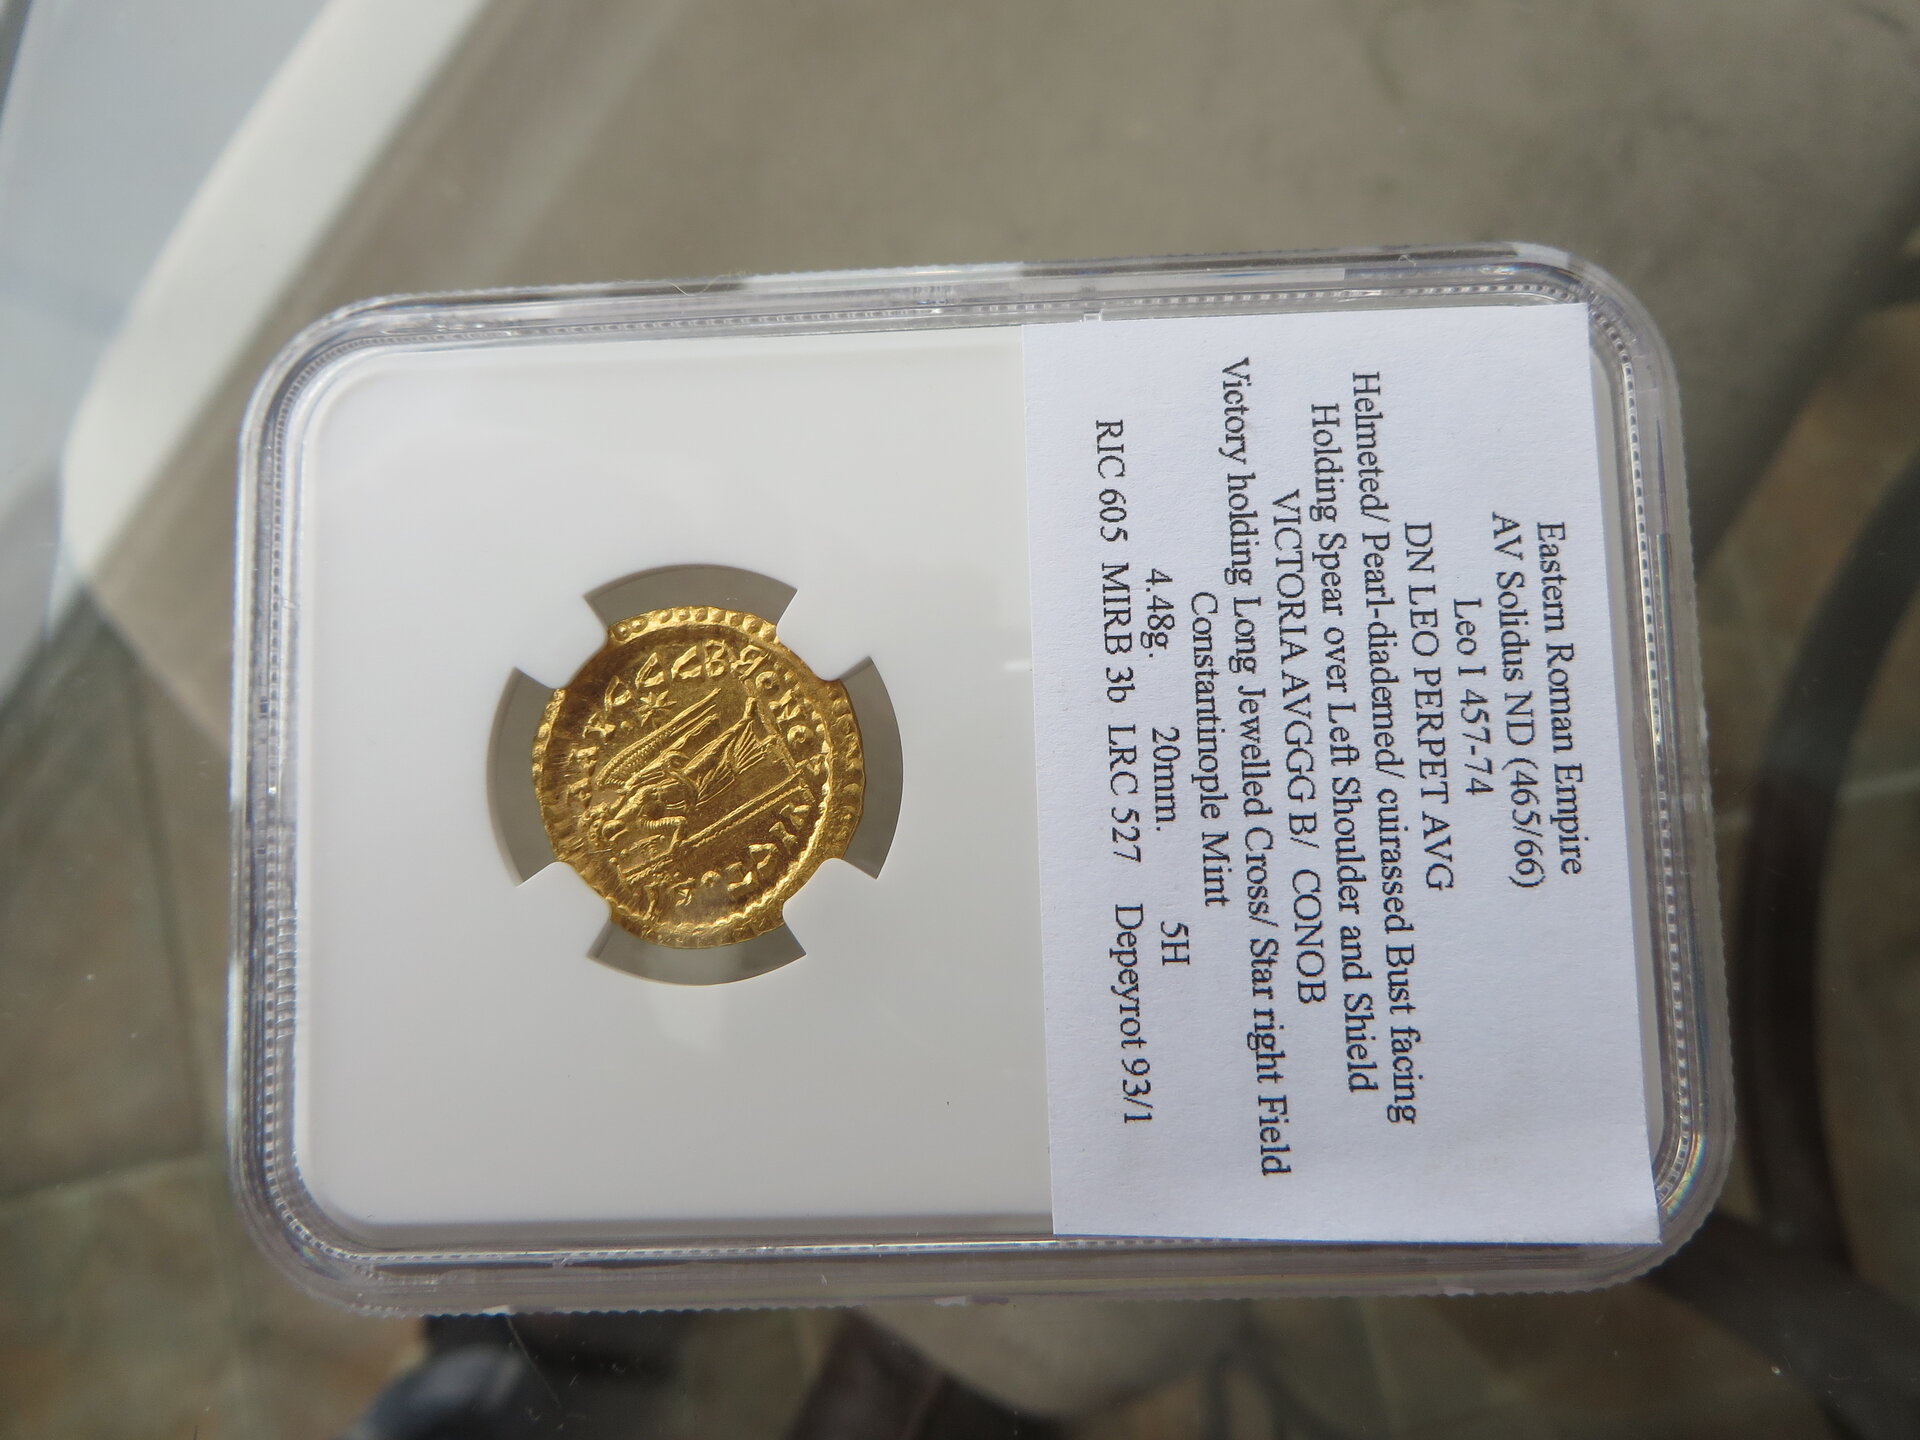 Eastern Roman Empire
AV Solidus ND (465/66)
Leo I 457-74
DN LEO PERPET AVG
Helmeted/ Pearl-diademed/ cuirassed Bust facing
Holding Spear over Left Shoulder and Shield
VICTORIA AVGGG B/ CONOB
Victory holding Long Jewelled Cross/ Star right Field
Constantinople Mint
4.48g. 20mm. 5H
RIC 605 MIRB 3b LRC 527 Depeyrot 93/1